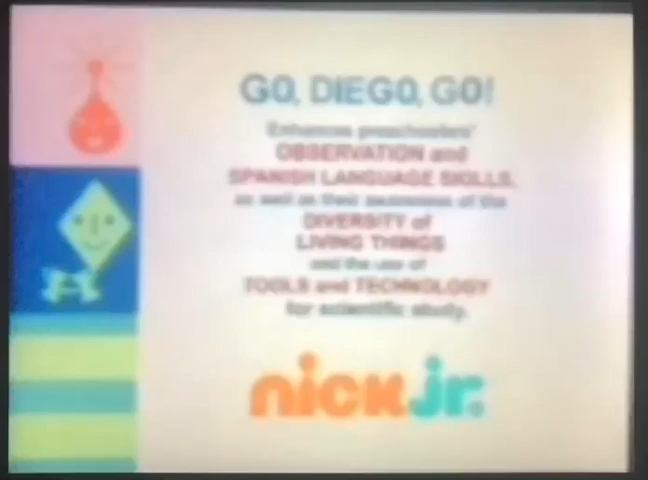 GO, DIEGO, GO!
Enhances preschoolers'
OBSERVATION and
SPANISH LANGUAGE SKILLS,
as well as their awareness of the
DIVERSITY of
LIVING THINGS
and the use of
TOOLS and TECHNOLOGY
for scientific study.
nick jr.